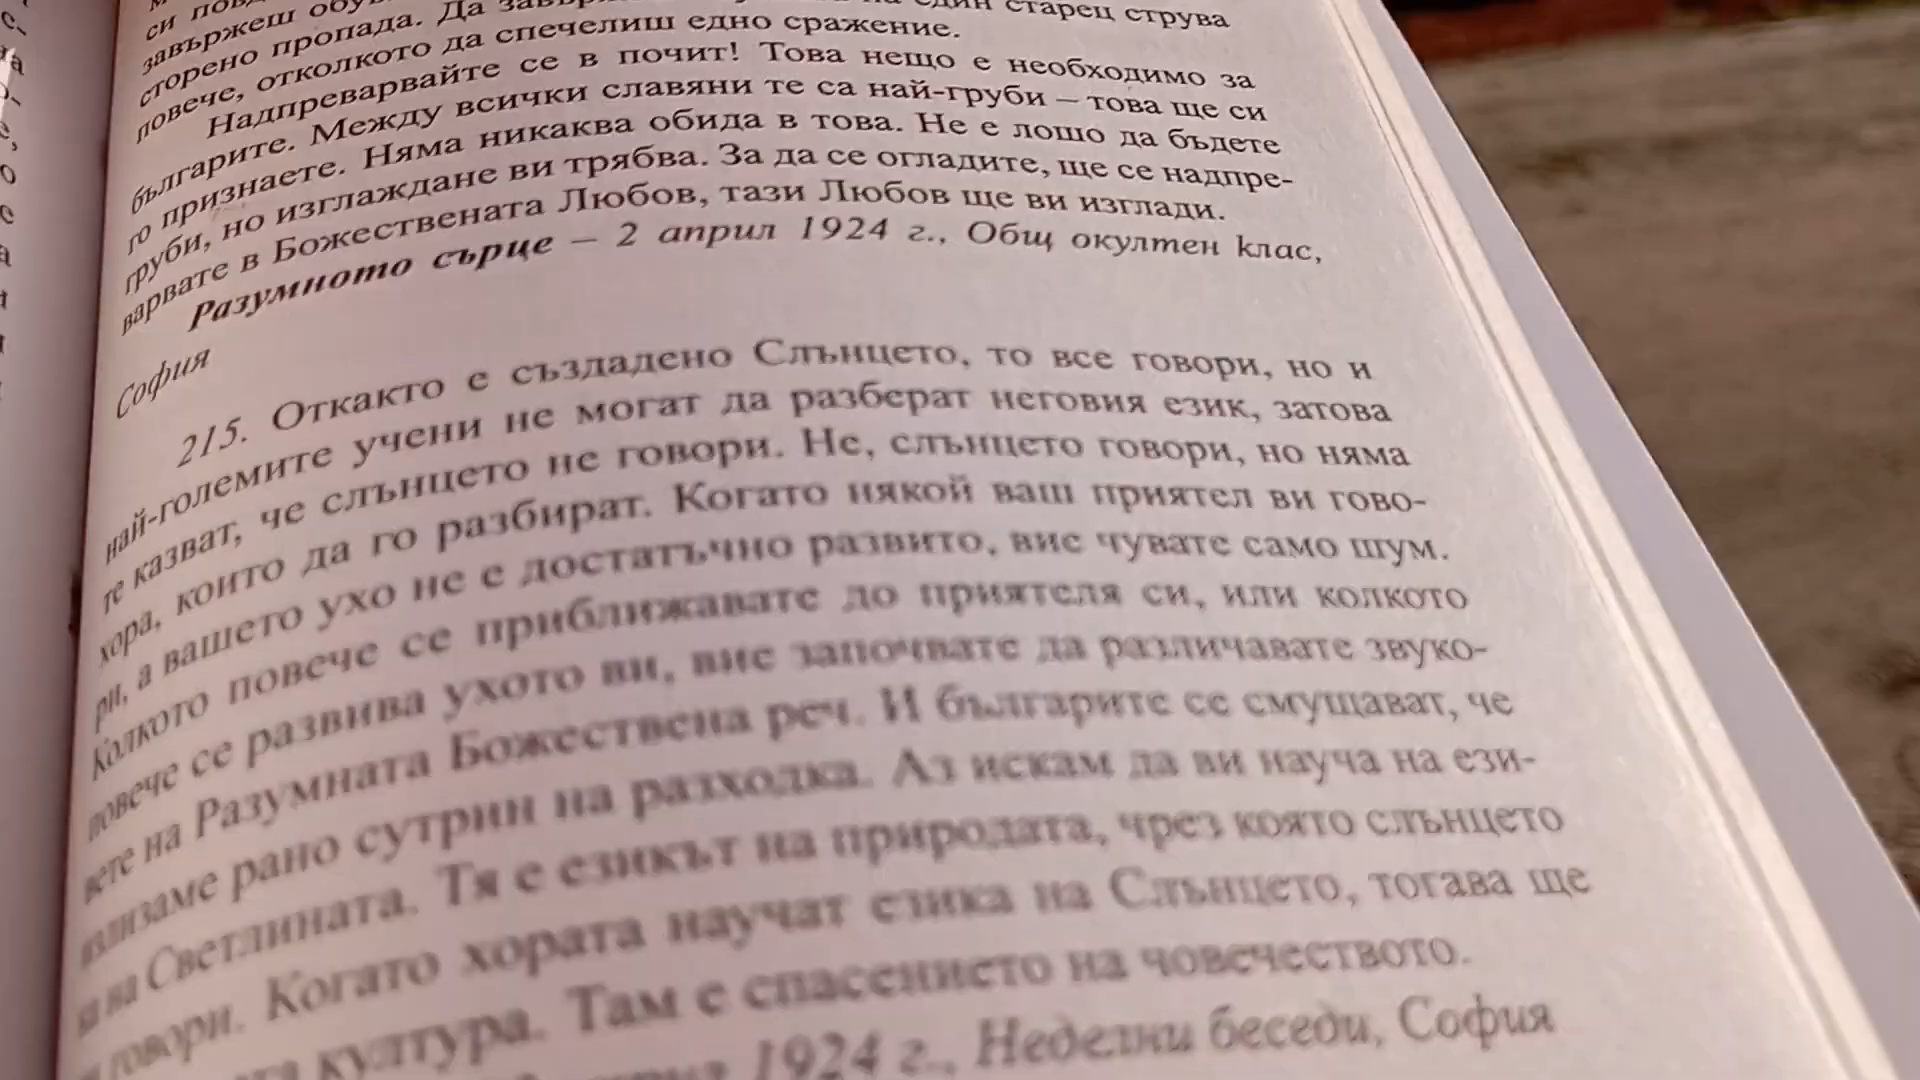 си
завържеш
сторено пропада. Да на един старец струва
повече, отколкото да спечелиш едно сражение.
Надпреварвайте се в почит! Това нещо е необходимо за
българите. Между всички славяни те са най-груби – това ще си
го признаете. Няма никаква обида в това. Не е лошо да бъдете
груби, но изглаждане ви трябва. За да се огладите, ще се надпре-
варвате в Божествената Любов, тази Любов ще ви изглади.
Разумното сърце – 2 април 1924 г., Общ окултен клас,
София
215. Откакто е създадено Слънцето, то все говори, но и
най-големите учени не могат да разберат неговия език, затова
те казват, че слънцето не говори. Не, слънцето говори, но няма
хора, които да го разбират. Когато някой ваш приятел ви гово-
ри, а вашето ухо не е достатъчно развито, вие чувате само шум.
Колкото повече се приближавате до приятеля си, или колкото
повече се развива ухото ви, вие започвате да различавате звуко-
вете на Разумната Божествена реч. И българите се смущават, че
излизаме рано сутрин на разходка. Аз искам да ви науча на ези-
ка на Светлината. Тя е езикът на природата, чрез която слънцето
говори. Когато хората научат езика на Слънцето, тогава ще
култура. Там е спасението на човечеството.
1924 г., Неделни беседи, София